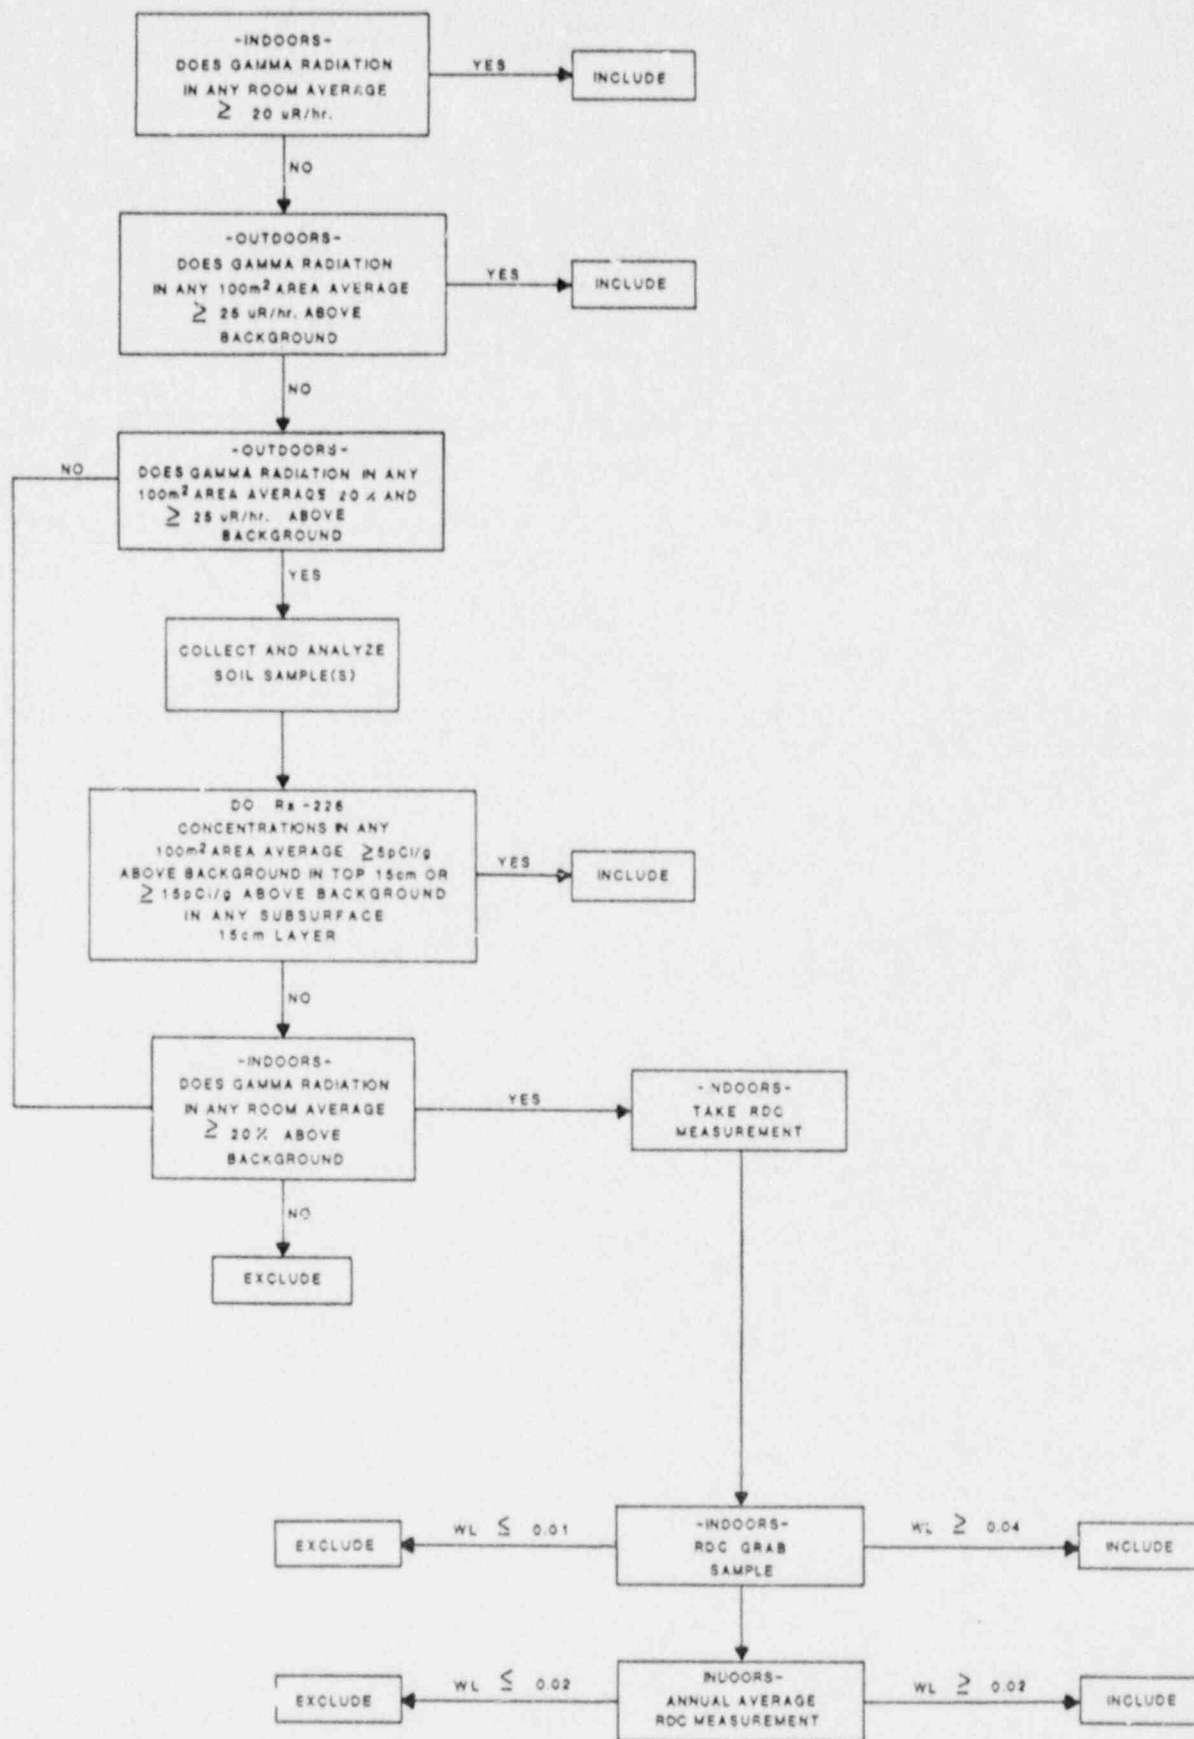 -INDOORS-
DOES GAMMA RADIATION
IN ANY ROOM AVERAGE
≥ 20 uR/hr.
YES
INCLUDE
NO
-OUTDOORS-
DOES GAMMA RADIATION
IN ANY 100m² AREA AVERAGE
≥ 25 uR/hr. ABOVE
BACKGROUND
YES
INCLUDE
NO
-OUTDOORS-
DOES GAMMA RADIATION IN ANY
100m² AREA AVERAGE 20% AND
≥ 25 uR/hr. ABOVE
BACKGROUND
NO
YES
COLLECT AND ANALYZE
SOIL SAMPLE(S)
DO Ra-226
CONCENTRATIONS IN ANY
100m² AREA AVERAGE ≥5pCi/g
ABOVE BACKGROUND IN TOP 15cm OR
≥15pCi/g ABOVE BACKGROUND
IN ANY SUBSURFACE
15cm LAYER
YES
INCLUDE
NO
-INDOORS-
DOES GAMMA RADIATION
IN ANY ROOM AVERAGE
≥ 20% ABOVE
BACKGROUND
YES
-INDOORS-
TAKE RDC
MEASUREMENT
NO
EXCLUDE
EXCLUDE
WL ≤ 0.01
-INDOORS-
RDC GRAB
SAMPLE
WL ≥ 0.04
INCLUDE
EXCLUDE
WL ≤ 0.02
INDOORS-
ANNUAL AVERAGE
RDC MEASUREMENT
WL ≥ 0.02
INCLUDE